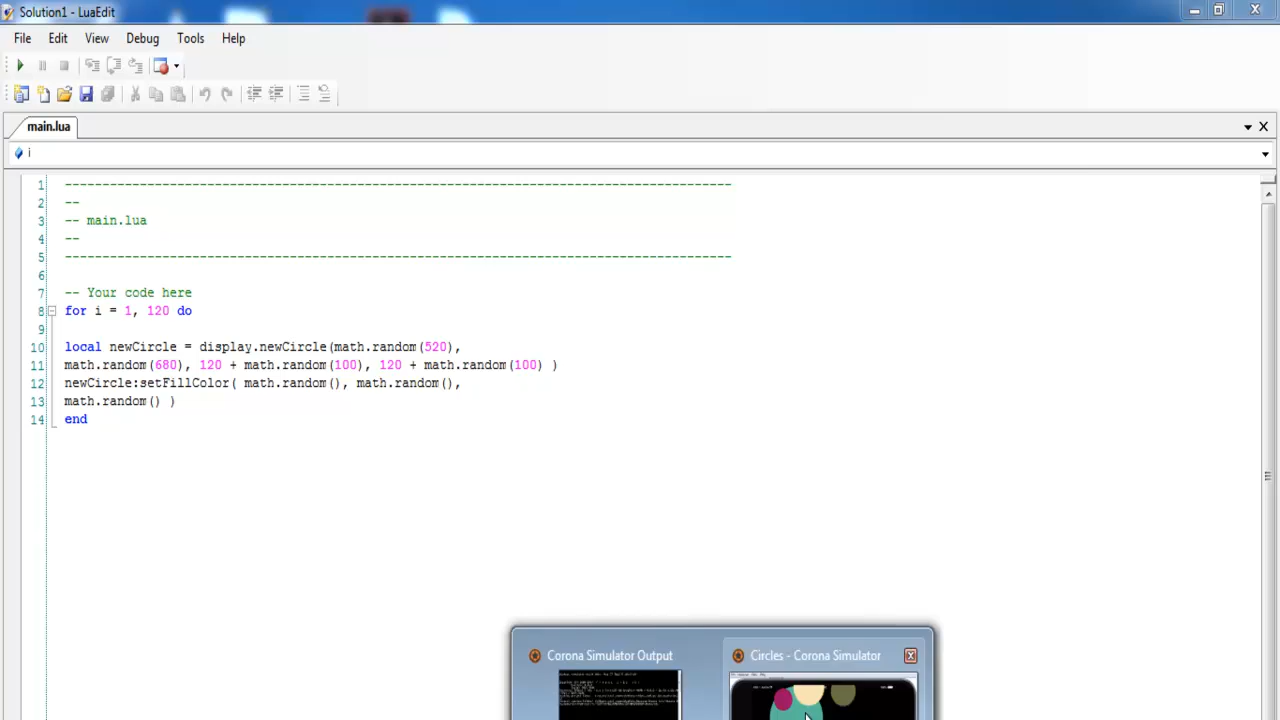 Solution1 - LuaEdit
File Edit View Debug Tools Help
main.lua
i
1 ---------------------------------------------------------------------------------
2 --
3 -- main.lua
4 --
5 ---------------------------------------------------------------------------------
6
7 -- Your code here
8 for i = 1, 120 do
9
10 local newCircle = display.newCircle(math.random(520),
11 math.random(680), 120 + math.random(100), 120 + math.random(100) )
12 newCircle:setFillColor( math.random(), math.random(),
13 math.random() )
14 end
Corona Simulator Output
Circles - Corona Simulator